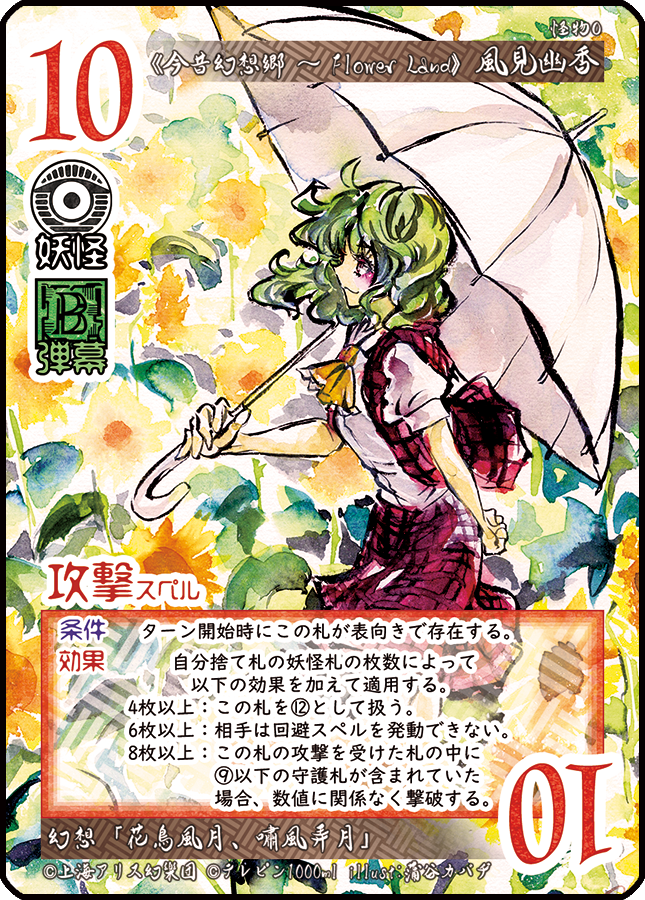 怪物0
10
《今昔幻想郷 ～ Flower Land》 風見幽香
妖怪
B
弾幕
攻撃スペル
条件 ターン開始時にこの札が表向きで存在する。
効果 自分捨て札の妖怪札の枚数によって
以下の効果を加えて適用する。
4枚以上：この札を⑫として扱う。
6枚以上：相手は回避スペルを発動できない。
8枚以上：この札の攻撃を受けた札の中に
⑨以下の守護札が含まれていた
場合、数値に関係なく撃破する。
10
幻想「花鳥風月、嘯風弄月」
©上海アリス幻樂団 ©テレピン1000ml illust:蒲谷カバヂ